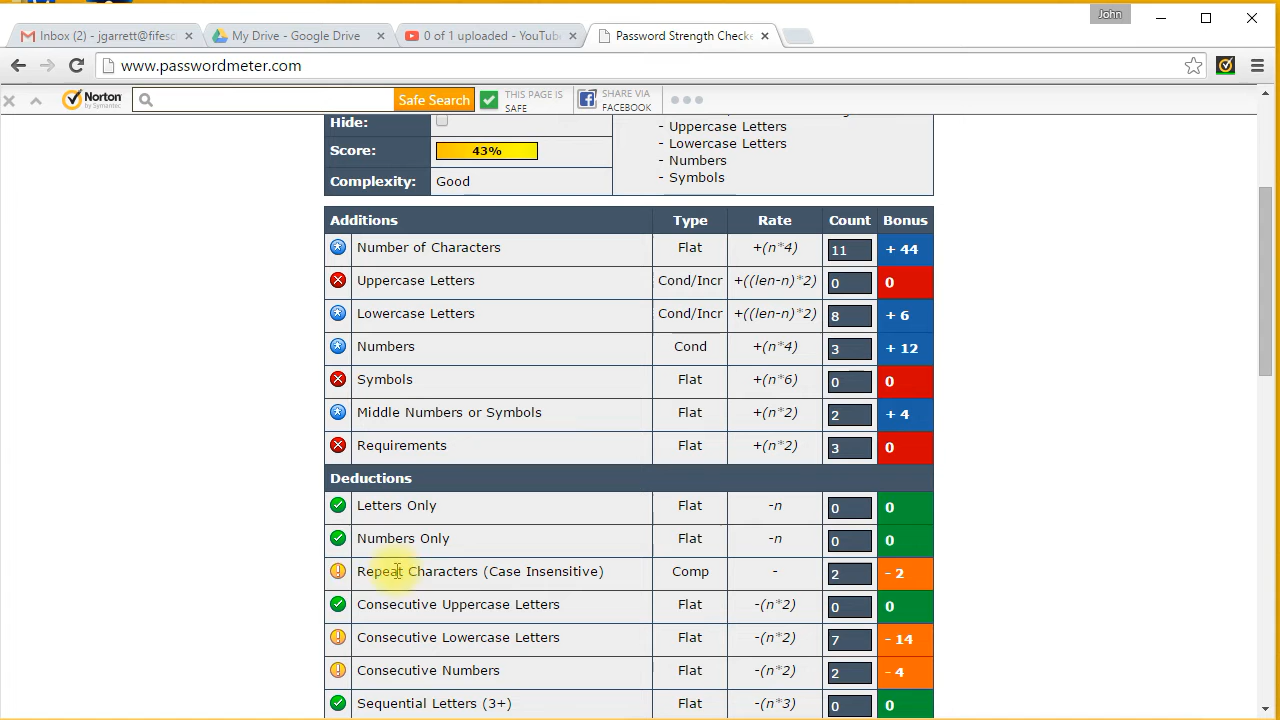 John
Inbox (2) - jgarrett@fifesc
My Drive - Google Drive
0 of 1 uploaded - YouTube
Password Strength Checke
www.passwordmeter.com
Norton
by Symantec
Safe Search
THIS PAGE IS
SAFE
SHARE VIA
FACEBOOK
Hide:
Score: 43%
Complexity: Good
- Uppercase Letters
- Lowercase Letters
- Numbers
- Symbols
Additions Type Rate Count Bonus
Number of Characters Flat +(n*4) 11 + 44
Uppercase Letters Cond/Incr +((len-n)*2) 0 0
Lowercase Letters Cond/Incr +((len-n)*2) 8 + 6
Numbers Cond +(n*4) 3 + 12
Symbols Flat +(n*6) 0 0
Middle Numbers or Symbols Flat +(n*2) 2 + 4
Requirements Flat +(n*2) 3 0
Deductions
Letters Only Flat -n 0 0
Numbers Only Flat -n 0 0
Repeat Characters (Case Insensitive) Comp - 2 - 2
Consecutive Uppercase Letters Flat -(n*2) 0 0
Consecutive Lowercase Letters Flat -(n*2) 7 - 14
Consecutive Numbers Flat -(n*2) 2 - 4
Sequential Letters (3+) Flat -(n*3) 0 0